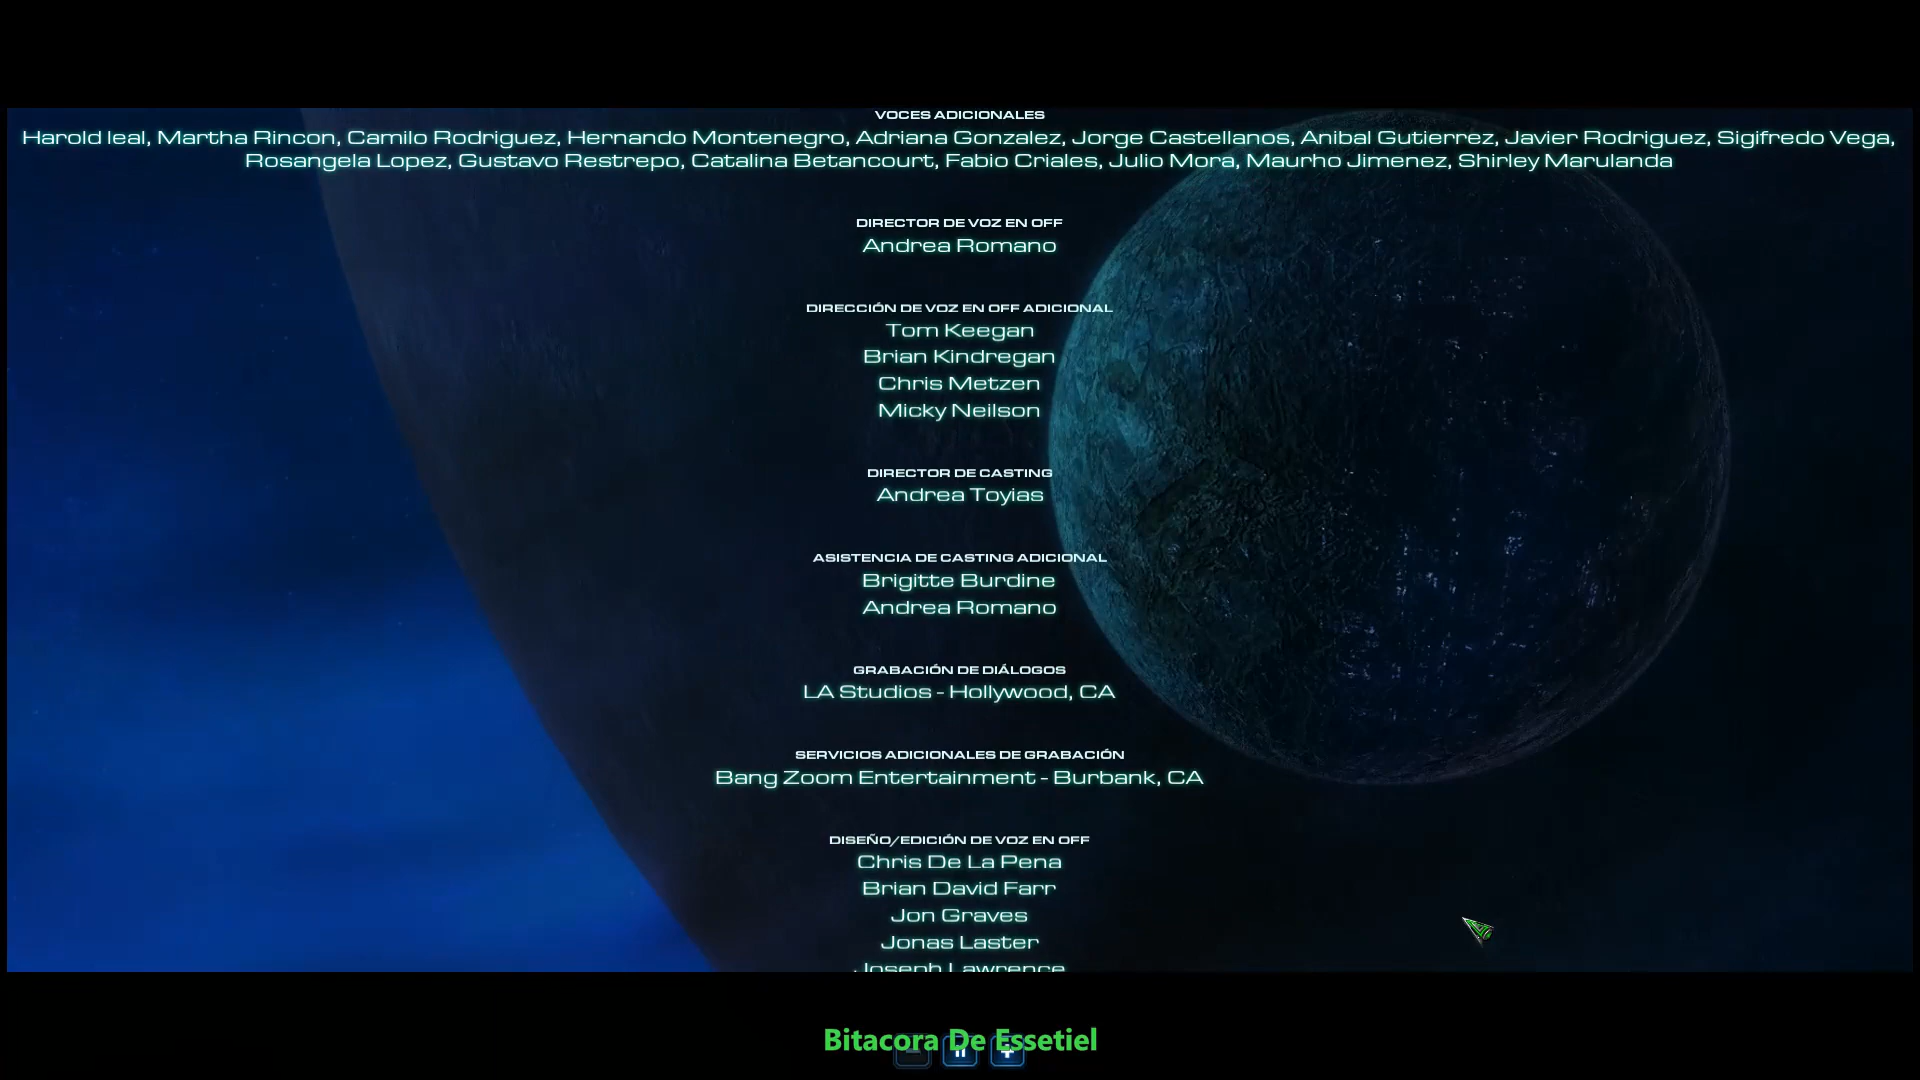 VOCES ADICIONALES
Harold leal, Martha Rincon, Camilo Rodriguez, Hernando Montenegro, Adriana Gonzalez, Jorge Castellanos, Anibal Gutierrez, Javier Rodriguez, Sigifredo Vega,
Rosangela Lopez, Gustavo Restrepo, Catalina Betancourt, Fabio Criales, Julio Mora, Maurho Jimenez, Shirley Marulanda
DIRECTOR DE VOZ EN OFF
Andrea Romano
DIRECCIÓN DE VOZ EN OFF ADICIONAL
Tom Keegan
Brian Kindregan
Chris Metzen
Micky Neilson
DIRECTOR DE CASTING
Andrea Toyias
ASISTENCIA DE CASTING ADICIONAL
Brigitte Burdine
Andrea Romano
GRABACIÓN DE DIÁLOGOS
LA Studios - Hollywood, CA
SERVICIOS ADICIONALES DE GRABACIÓN
Bang Zoom Entertainment - Burbank, CA
DISEÑO/EDICIÓN DE VOZ EN OFF
Chris De La Pena
Brian David Farr
Jon Graves
Jonas Laster
Joseph Lawrence
Bitacora De Essetiel